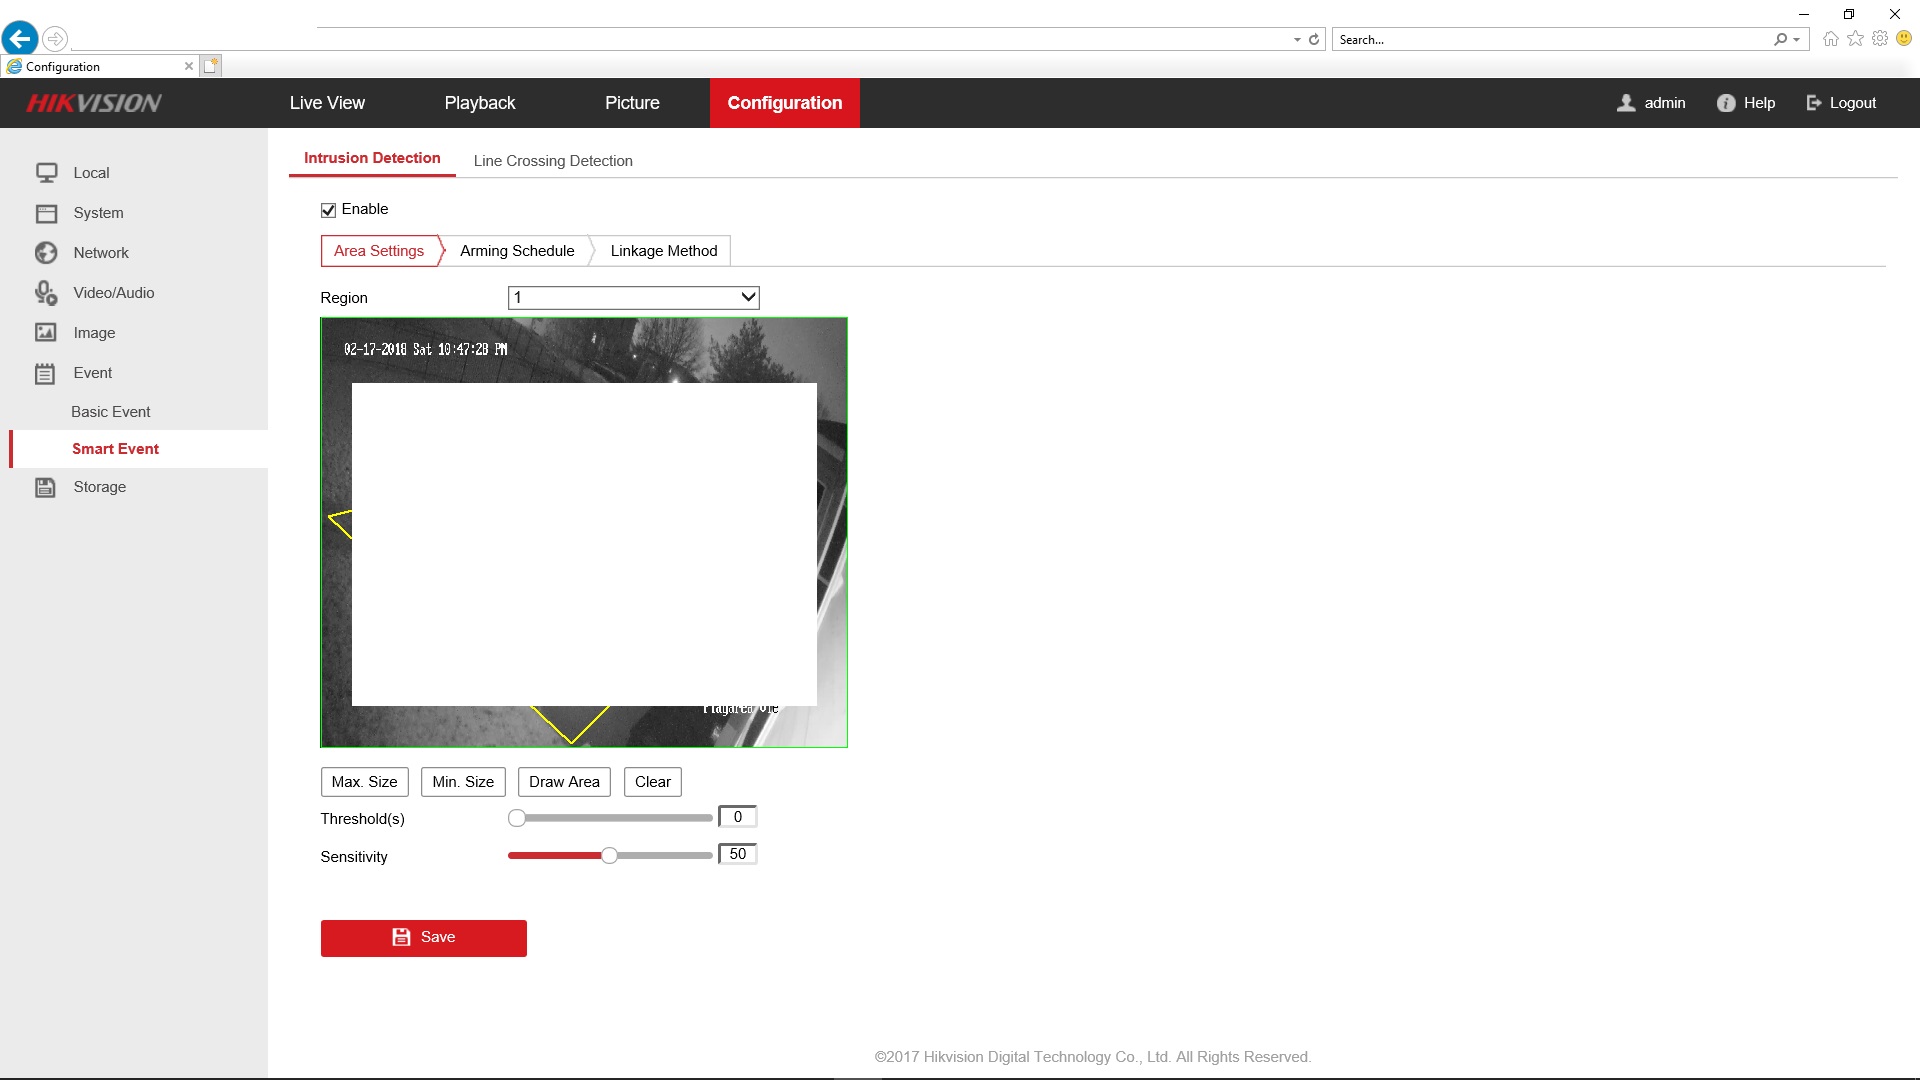 Search...
Configuration
HIKVISION
Live View
Playback
Picture
Configuration
admin
Help
Logout
Local
System
Network
Video/Audio
Image
Event
Basic Event
Smart Event
Storage
Intrusion Detection
Line Crossing Detection
Enable
Area Settings
Arming Schedule
Linkage Method
Region
1
02-17-2018 Sat 10:47:28 PM
Max. Size
Min. Size
Draw Area
Clear
Threshold(s)
0
Sensitivity
50
Save
©2017 Hikvision Digital Technology Co., Ltd. All Rights Reserved.